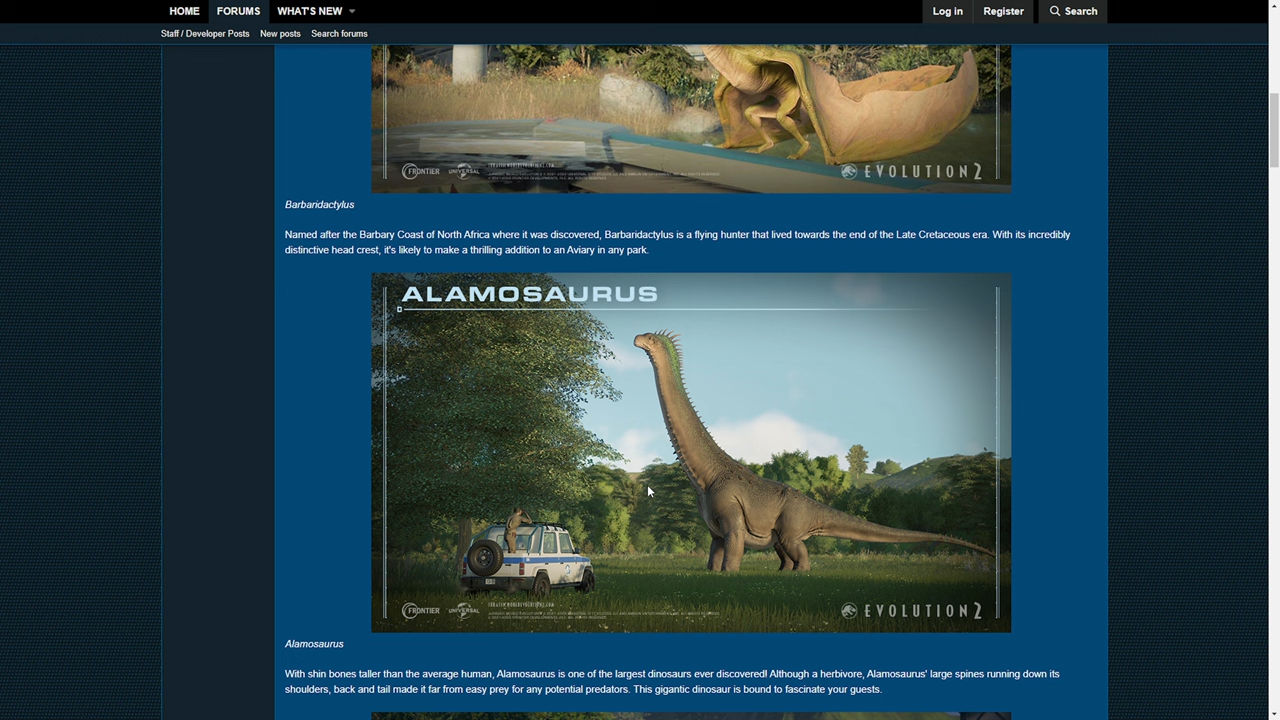 HOME FORUMS WHAT'S NEW Log in Register Search
Staff / Developer Posts New posts Search forums
FRONTIER UNIVERSAL EVOLUTION 2
Barbaridactylus
Named after the Barbary Coast of North Africa where it was discovered, Barbaridactylus is a flying hunter that lived towards the end of the Late Cretaceous era. With its incredibly
distinctive head crest, it's likely to make a thrilling addition to an Aviary in any park.
ALAMOSAURUS
FRONTIER UNIVERSAL EVOLUTION 2
Alamosaurus
With shin bones taller than the average human, Alamosaurus is one of the largest dinosaurs ever discovered! Although a herbivore, Alamosaurus' large spines running down its
shoulders, back and tail made it far from easy prey for any potential predators. This gigantic dinosaur is bound to fascinate your guests.